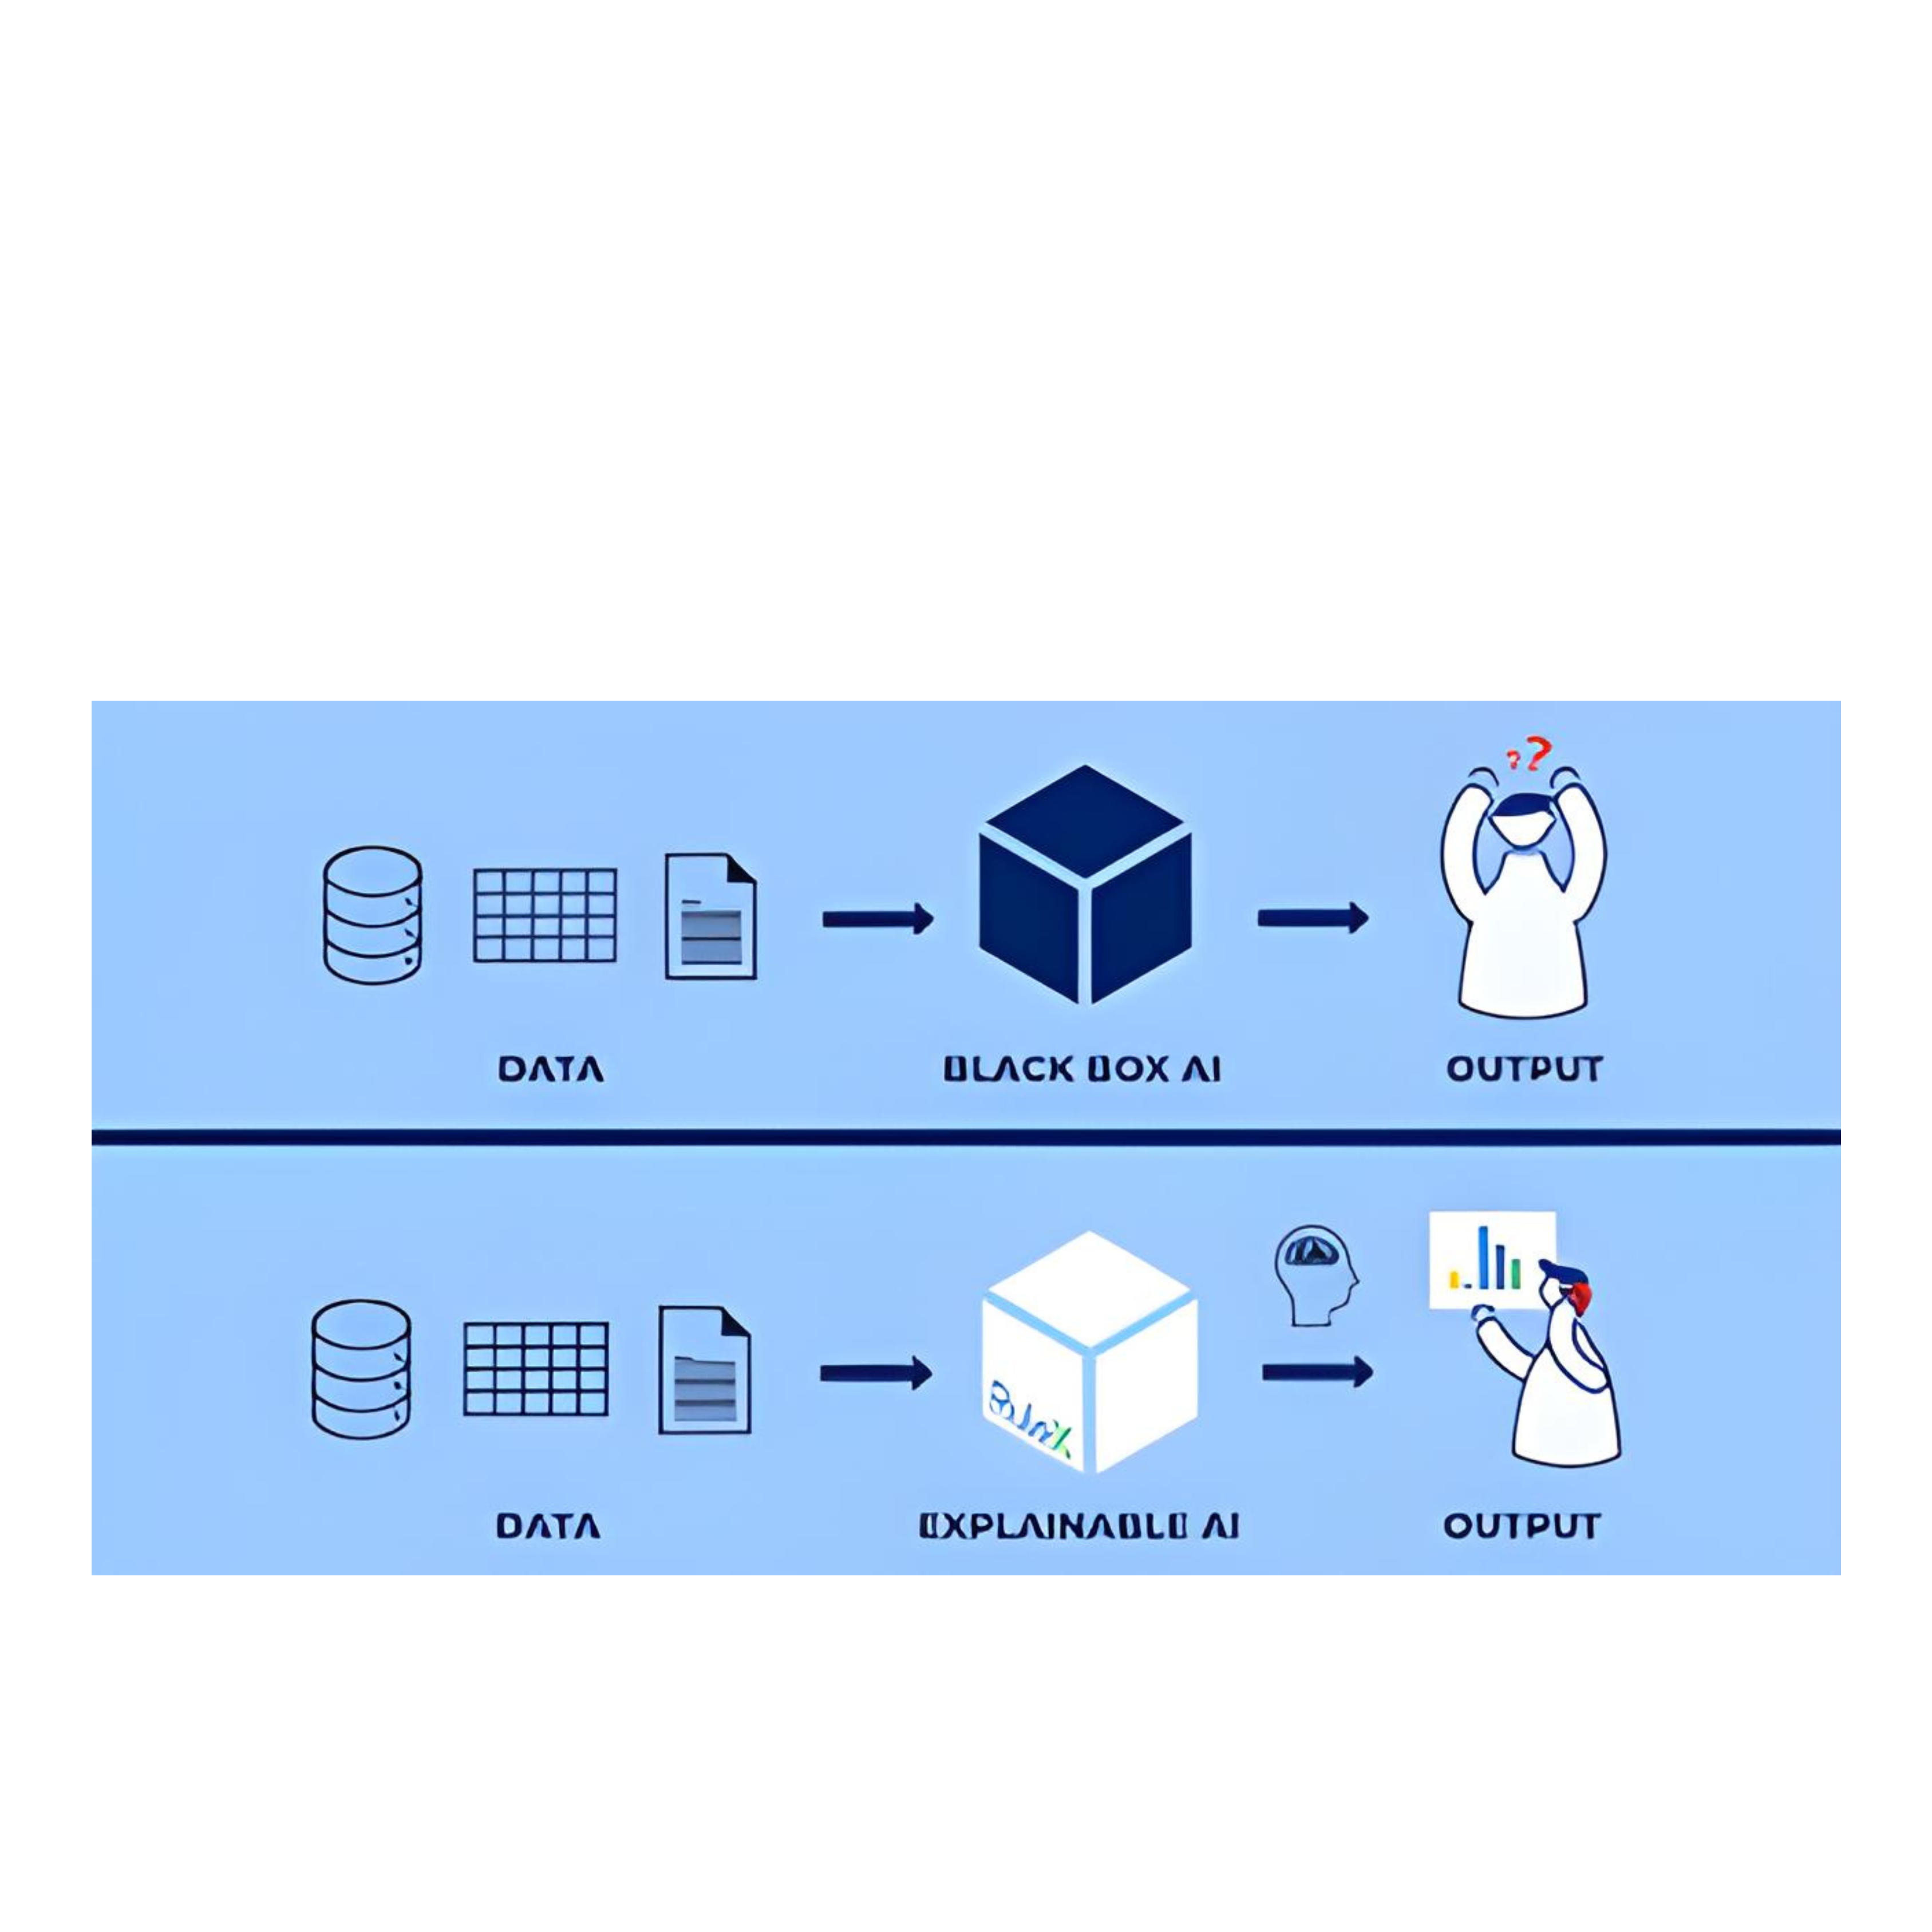 ??
DATA
BLACK BOX AI
OUTPUT
DATA
EXPLAINABLE AI
OUTPUT